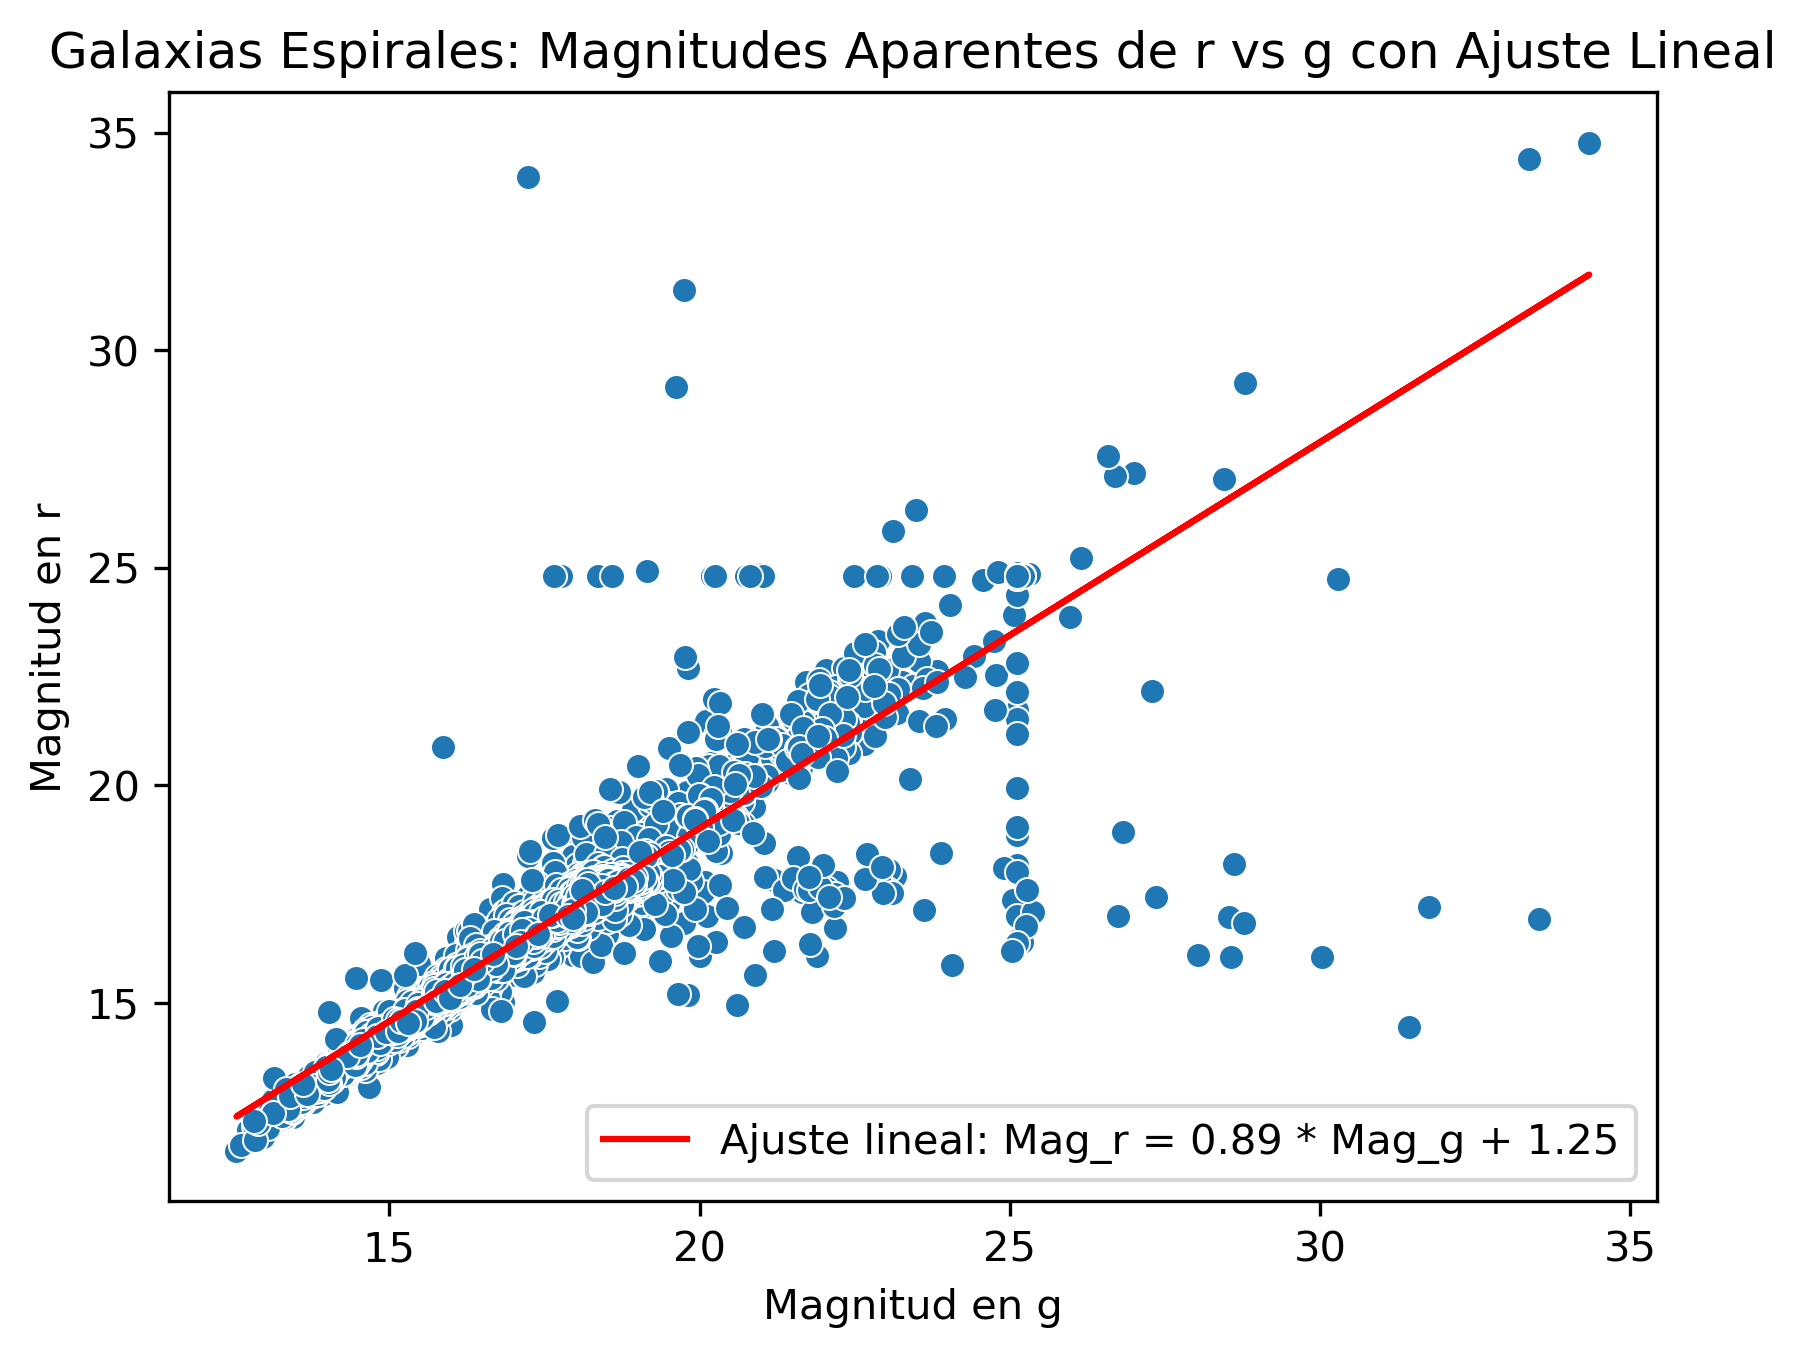 Galaxias Espirales: Magnitudes Aparentes de r vs g con Ajuste Lineal
35
30
25
20
15
Magnitud en r
Ajuste lineal: Mag_r = 0.89 * Mag_g + 1.25
15 20 25 30 35
Magnitud en g